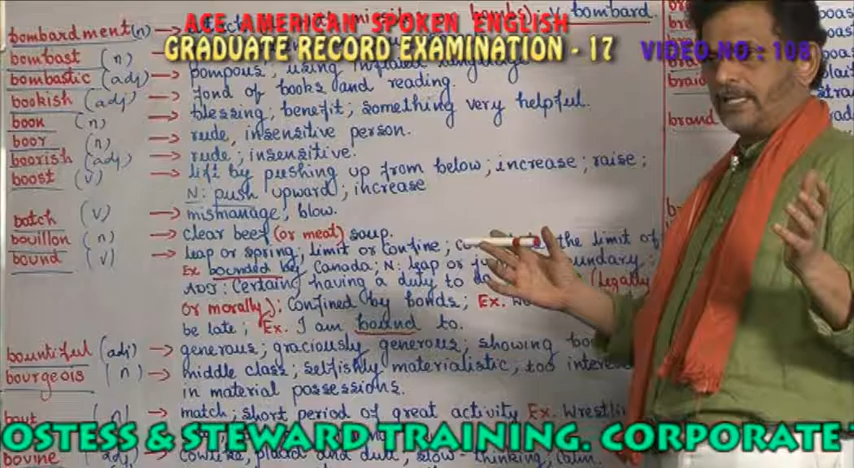 ACE AMERICAN SPOKEN ENGLISH
GRADUATE RECORD EXAMINATION - 17
VIDEO NO : 108
bombardment (n) → bombs); V. bombard.
bombast (n)
bombastic (adj) → pompous; using inflated language
bookish (adj) → fond of books and reading.
boon (n) → blessing; benefit; something very helpful.
boor (n) → rude, insensitive person.
boorish (adj) → rude; insensitive.
boost (v) → lift by pushing up from below; increase; raise;
N: push upward; increase
botch (v) → mismanage; blow.
bouillon (n) → clear beef (or meat) soup.
bound (v) → leap or spring; limit or confine; the limit of
Ex bounded by Canada; N: leap or
ADJ: Certain; having a duty to (legally
or morally); Confined by bonds; Ex.
be late; Ex. I am bound to.
bountiful (adj) → generous; graciously generous; showing
bourgeois (n) → middle class; selfishly materialistic; too
in material possessions.
bout (n) → match; short period of great activity Ex. wrestling
bovine (adj) → cowlike; placid and dull; slow-thinking; calm.
brand
OSTESS & STEWARD TRAINING. CORPORATE T